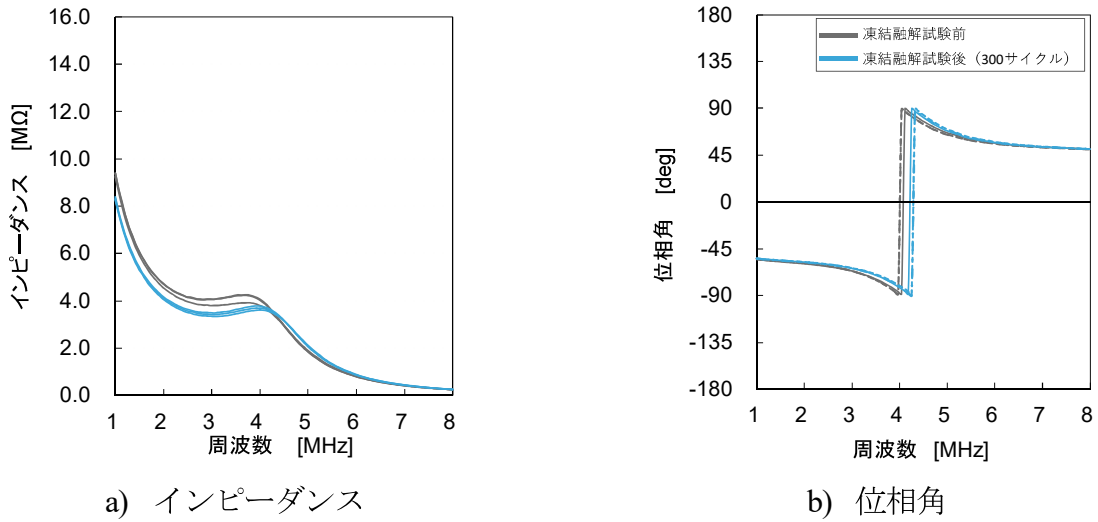 16.0
14.0
12.0
10.0
8.0
6.0
4.0
2.0
0.0
インピーダンス [MΩ]
1 2 3 4 5 6 7 8
周波数 [MHz]
a) インピーダンス
180
135
90
45
0
-45
-90
-135
-180
位相角 [deg]
凍結融解試験前
凍結融解試験後（300サイクル）
1 2 3 4 5 6 7 8
周波数 [MHz]
b) 位相角